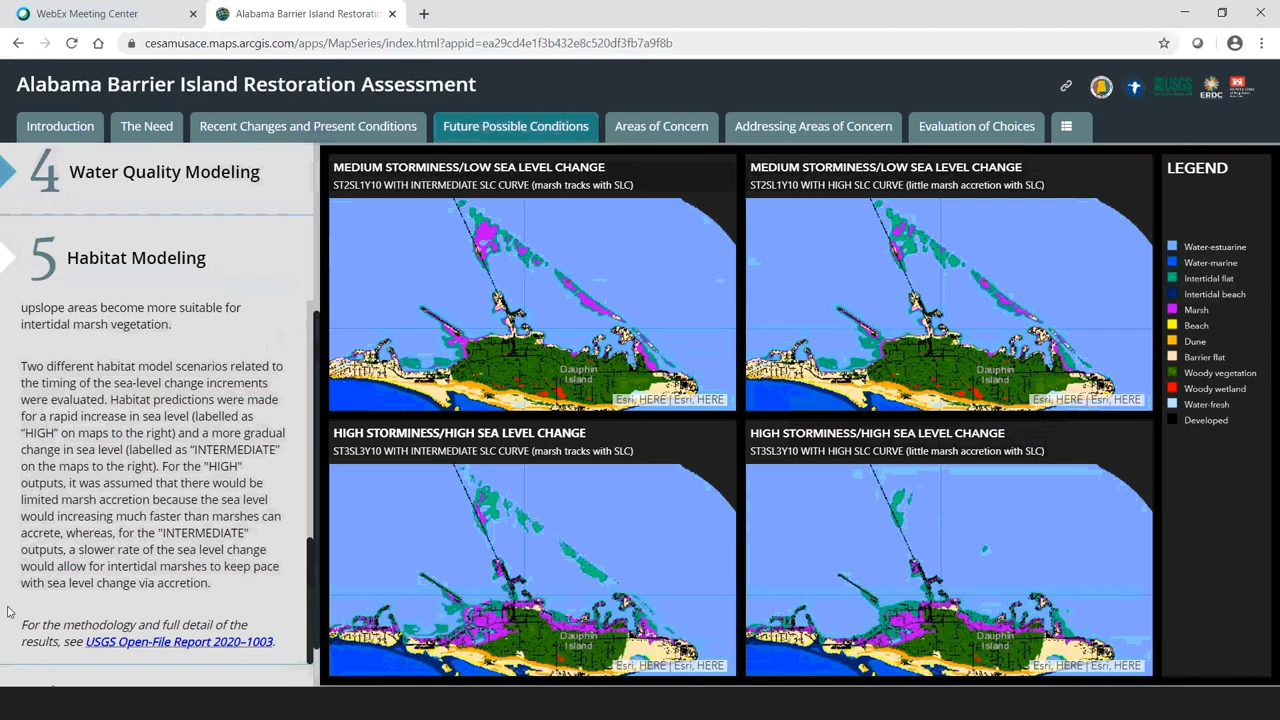 WebEx Meeting Center
Alabama Barrier Island Restoratio
cesamusace.maps.arcgis.com/apps/MapSeries/index.html?appid=ea29cd4e1f3b432e8c520df3fb7a9f8b
Alabama Barrier Island Restoration Assessment
USGS
ERDC
Introduction
The Need
Recent Changes and Present Conditions
Future Possible Conditions
Areas of Concern
Addressing Areas of Concern
Evaluation of Choices
4 Water Quality Modeling
5 Habitat Modeling
upslope areas become more suitable for
intertidal marsh vegetation.
Two different habitat model scenarios related to
the timing of the sea-level change increments
were evaluated. Habitat predictions were made
for a rapid increase in sea level (labelled as
"HIGH" on maps to the right) and a more gradual
change in sea level (labelled as "INTERMEDIATE"
on the maps to the right). For the "HIGH"
outputs, it was assumed that there would be
limited marsh accretion because the sea level
would increasing much faster than marshes can
accrete, whereas, for the "INTERMEDIATE"
outputs, a slower rate of the sea level change
would allow for intertidal marshes to keep pace
with sea level change via accretion.
For the methodology and full detail of the
results, see USGS Open-File Report 2020–1003.
MEDIUM STORMINESS/LOW SEA LEVEL CHANGE
ST2SL1Y10 WITH INTERMEDIATE SLC CURVE (marsh tracks with SLC)
Dauphin
Island
Esri, HERE | Esri, HERE
MEDIUM STORMINESS/LOW SEA LEVEL CHANGE
ST2SL1Y10 WITH HIGH SLC CURVE (little marsh accretion with SLC)
Dauphin
Island
Esri, HERE | Esri, HERE
HIGH STORMINESS/HIGH SEA LEVEL CHANGE
ST3SL3Y10 WITH INTERMEDIATE SLC CURVE (marsh tracks with SLC)
Dauphin
Island
Esri, HERE | Esri, HERE
HIGH STORMINESS/HIGH SEA LEVEL CHANGE
ST3SL3Y10 WITH HIGH SLC CURVE (little marsh accretion with SLC)
Dauphin
Island
Esri, HERE | Esri, HERE
LEGEND
Water-estuarine
Water-marine
Intertidal flat
Intertidal beach
Marsh
Beach
Dune
Barrier flat
Woody vegetation
Woody wetland
Water-fresh
Developed